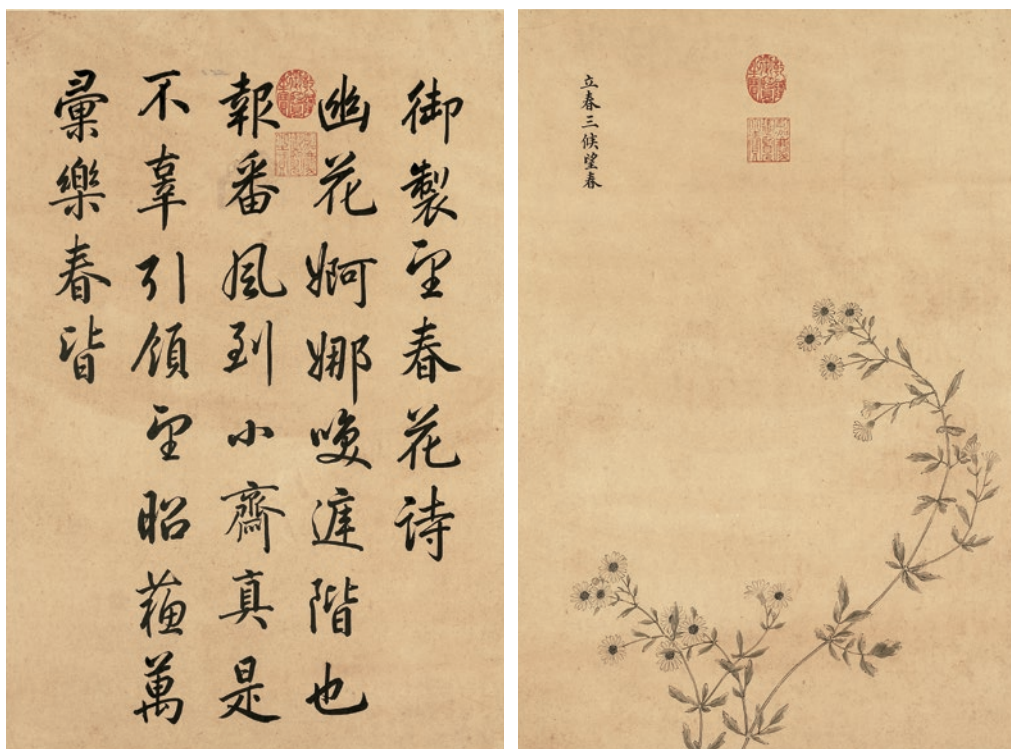 御製望春花詩
幽花婀娜暎庭階也
報番風到小齋真是
不辜引領望昭蘇萬
彙樂春皆
立春三候望春